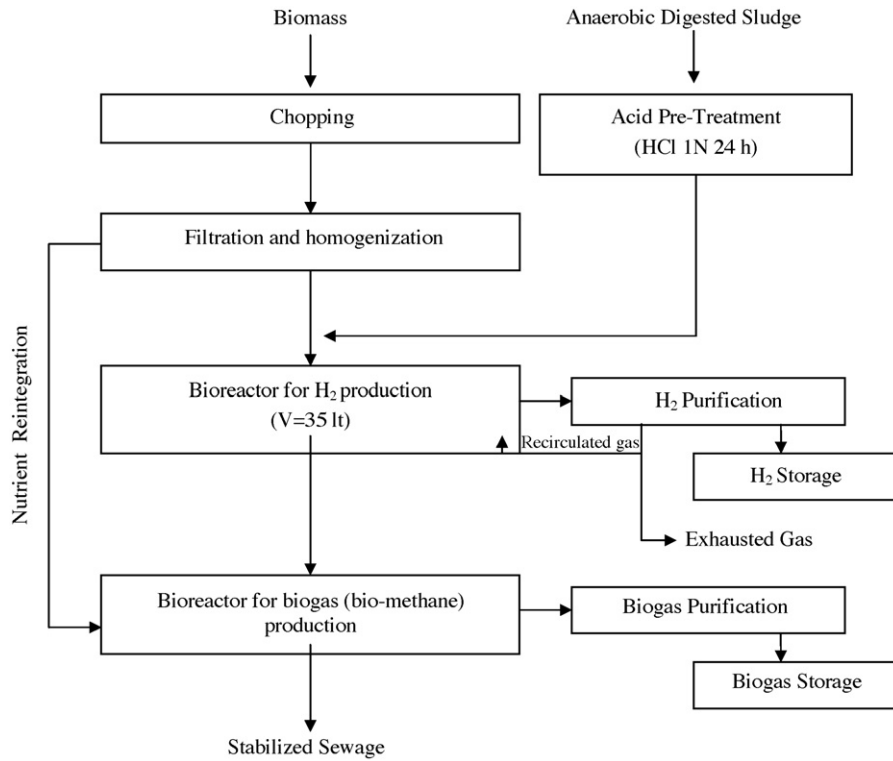 Biomass
Anaerobic Digested Sludge
Chopping
Acid Pre-Treatment
(HCl 1N 24 h)
Filtration and homogenization
Nutrient Reintegration
Bioreactor for H₂ production
(V=35 lt)
H₂ Purification
Recirculated gas
H₂ Storage
Exhausted Gas
Bioreactor for biogas (bio-methane)
production
Biogas Purification
Biogas Storage
Stabilized Sewage